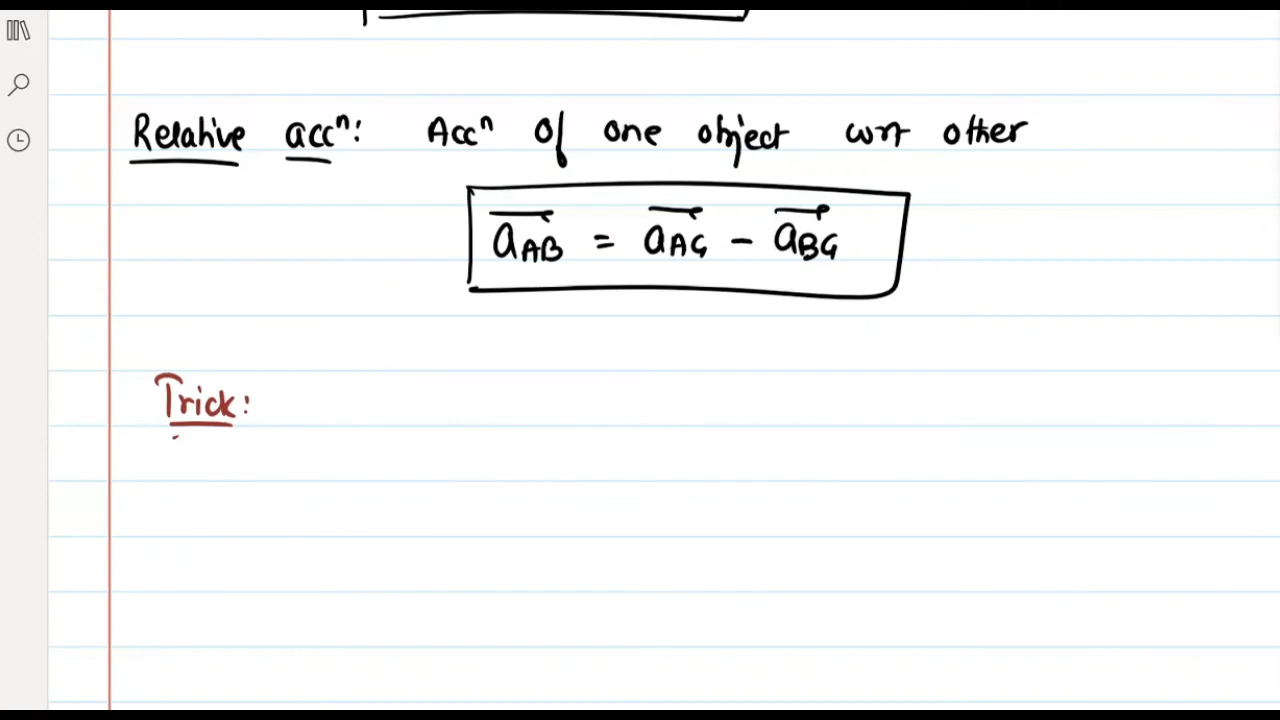 Relative accⁿ: Accⁿ of one object wrt other
a⃗AB = a⃗AG - a⃗BG
Trick: